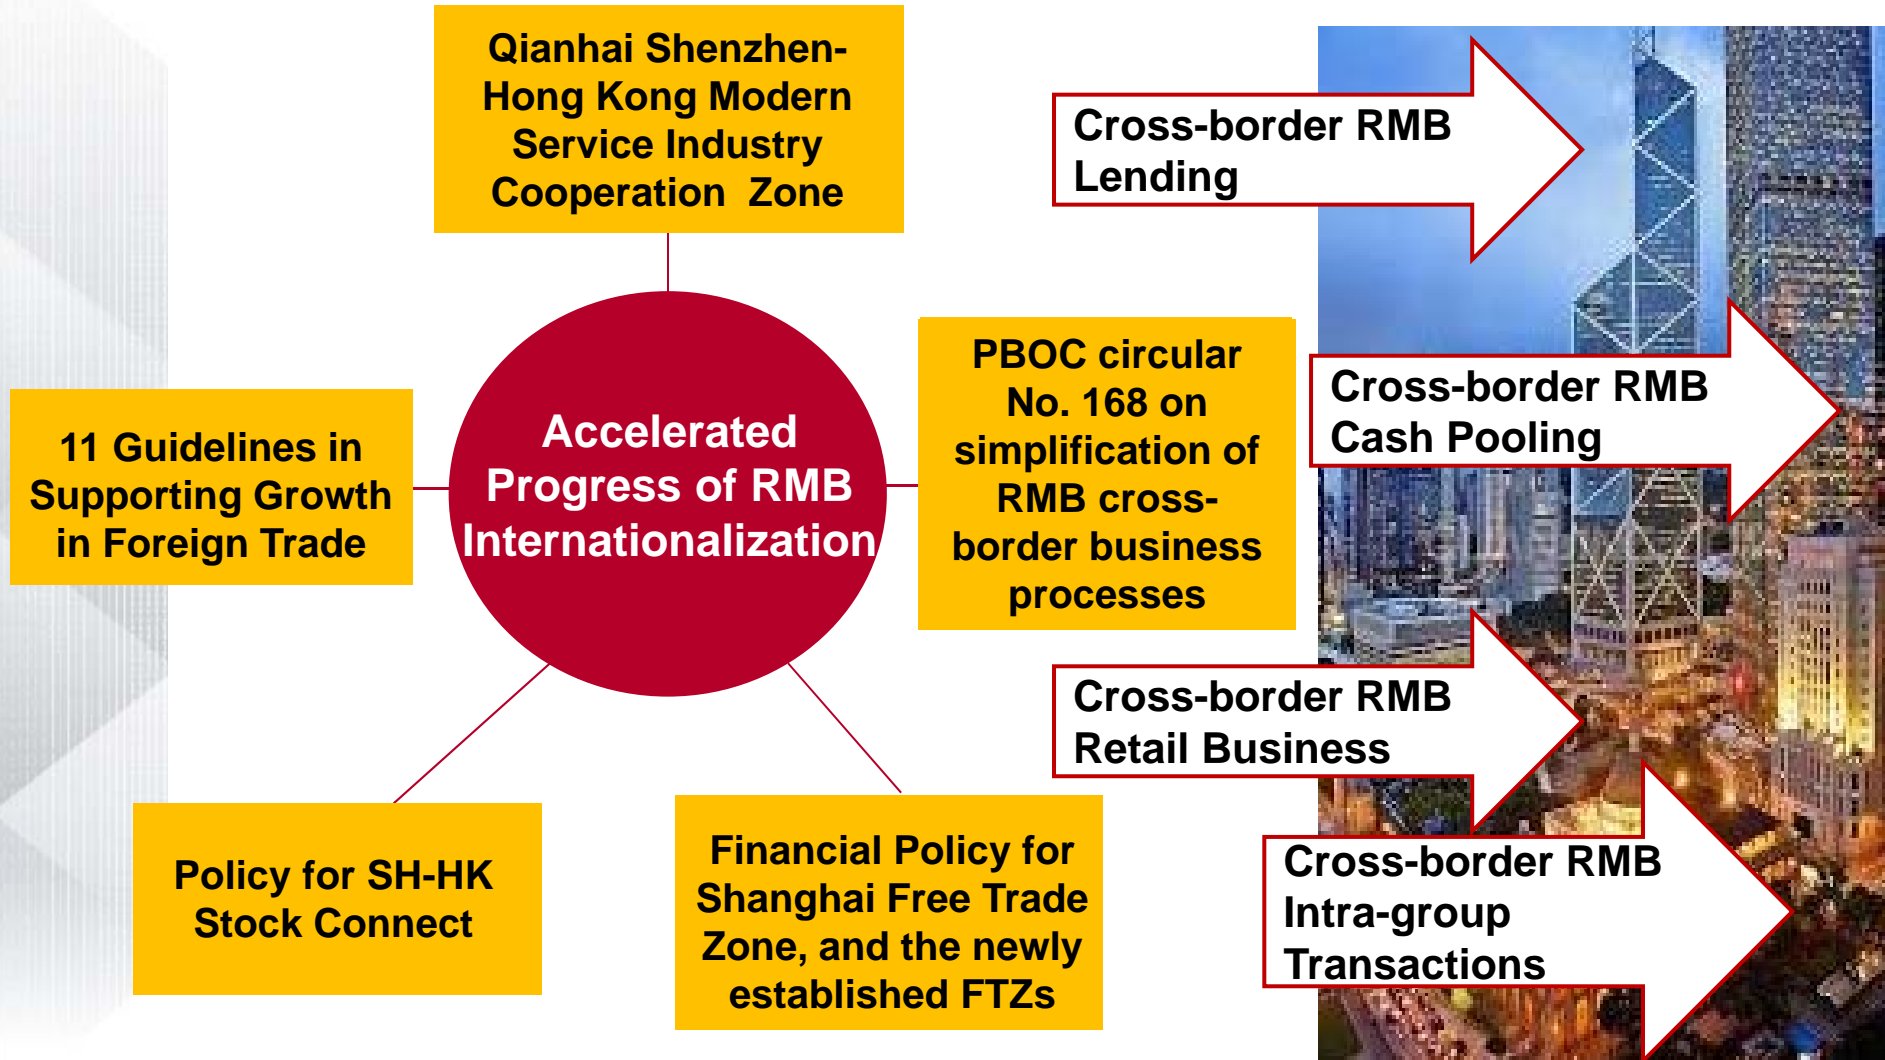 Qianhai Shenzhen-
Hong Kong Modern
Service Industry
Cooperation  Zone
11 Guidelines in
Supporting Growth
in Foreign Trade
Accelerated
Progress of RMB
Internationalization
PBOC circular
No. 168 on
simplification of
RMB cross-
border business
processes
Policy for SH-HK
Stock Connect
Financial Policy for
Shanghai Free Trade
Zone, and the newly
established FTZs
Cross-border RMB
Lending
Cross-border RMB
Cash Pooling
Cross-border RMB
Retail Business
Cross-border RMB
Intra-group
Transactions